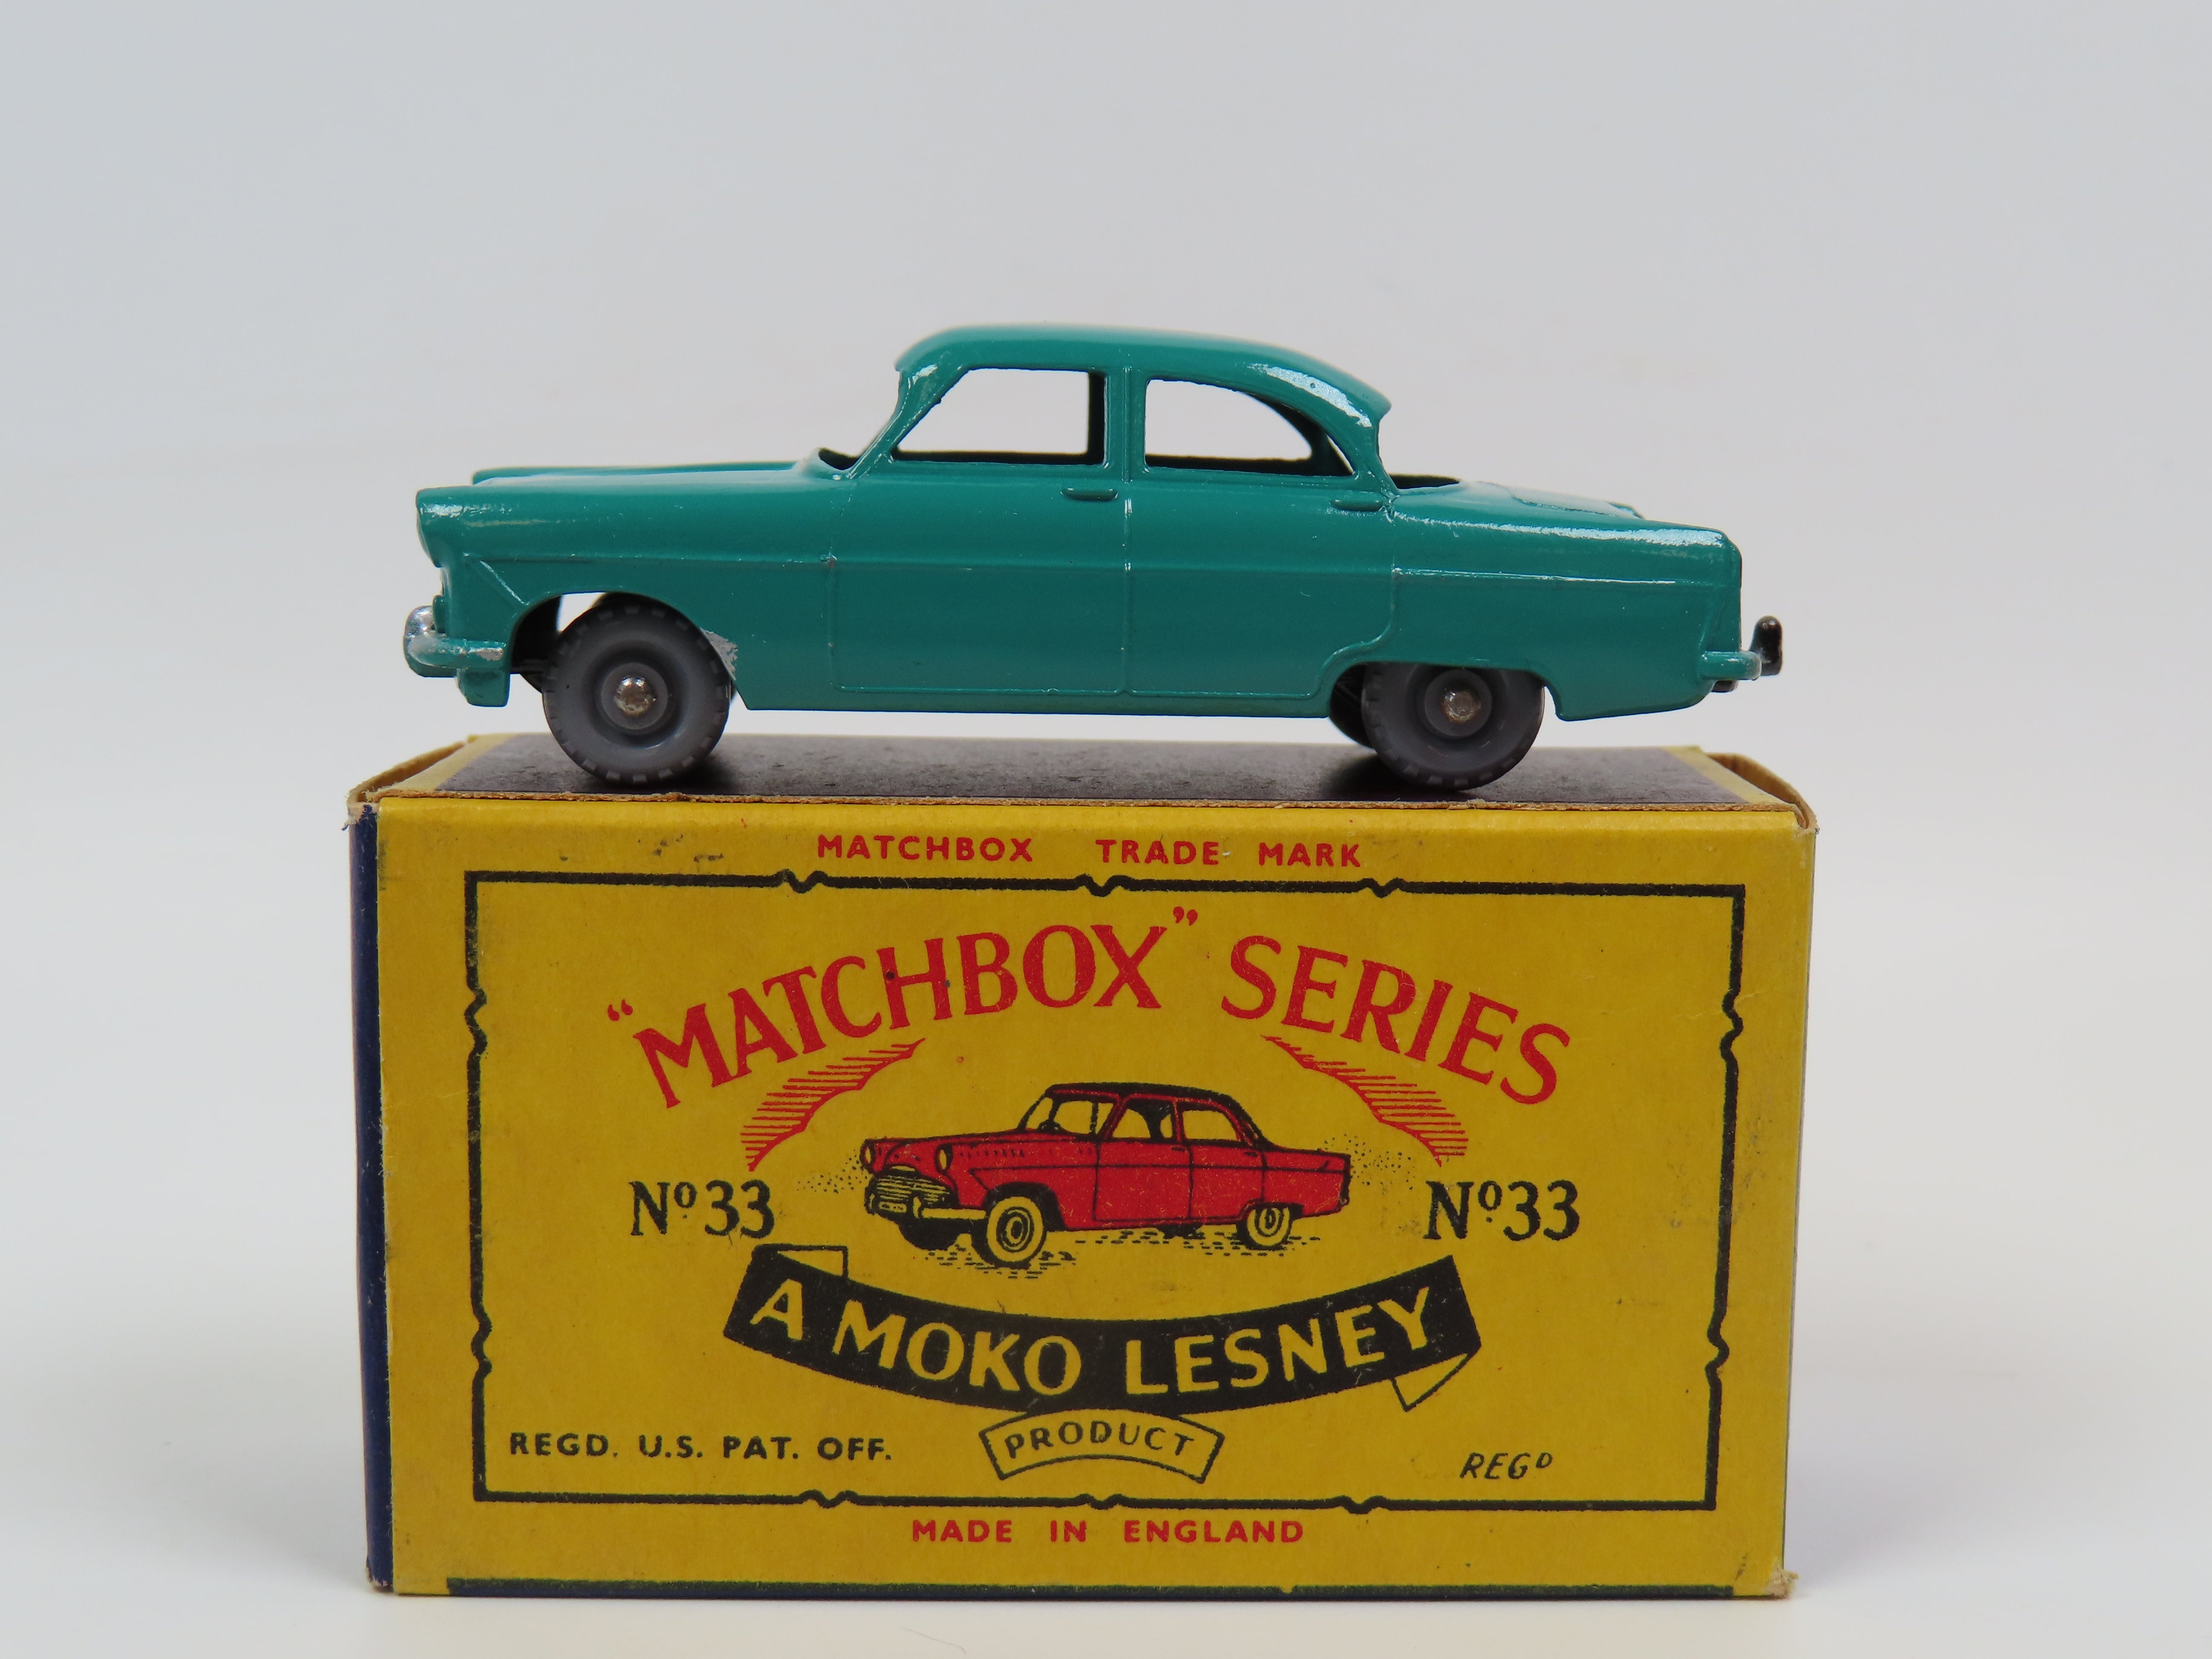 MATCHBOX TRADE MARK
“MATCHBOX” SERIES
Nº33 Nº33
A MOKO LESNEY
PRODUCT
REGD. U.S. PAT. OFF. REGᴰ
MADE IN ENGLAND